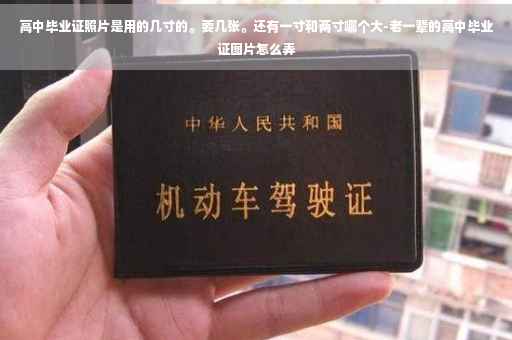 高中毕业证照片是用的几寸的。要几张。还有一寸和两寸哪个大-老一辈的高中毕业
证图片怎么弄
中华人民共和国
机动车驾驶证